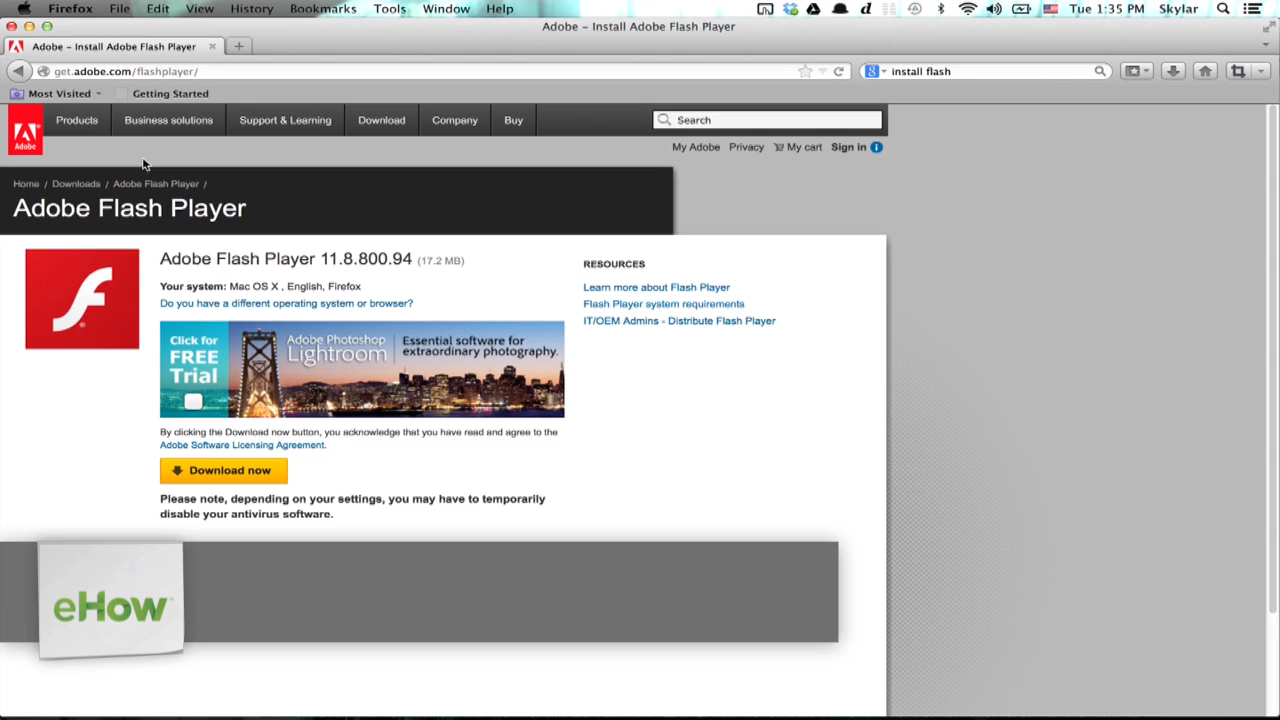 Firefox File Edit View History Bookmarks Tools Window Help Tue 1:35 PM Skylar
Adobe – Install Adobe Flash Player
Adobe – Install Adobe Flash Player
get.adobe.com/flashplayer/ install flash
Most Visited Getting Started
Adobe Products Business solutions Support & Learning Download Company Buy Search
My Adobe Privacy My cart Sign in
Home / Downloads / Adobe Flash Player /
Adobe Flash Player
Adobe Flash Player 11.8.800.94 (17.2 MB)
Your system: Mac OS X , English, Firefox
Do you have a different operating system or browser?
Click for
FREE
Trial
Adobe Photoshop
Lightroom
Essential software for
extraordinary photography.
By clicking the Download now button, you acknowledge that you have read and agree to the
Adobe Software Licensing Agreement.
Download now
Please note, depending on your settings, you may have to temporarily
disable your antivirus software.
RESOURCES
Learn more about Flash Player
Flash Player system requirements
IT/OEM Admins - Distribute Flash Player
eHow